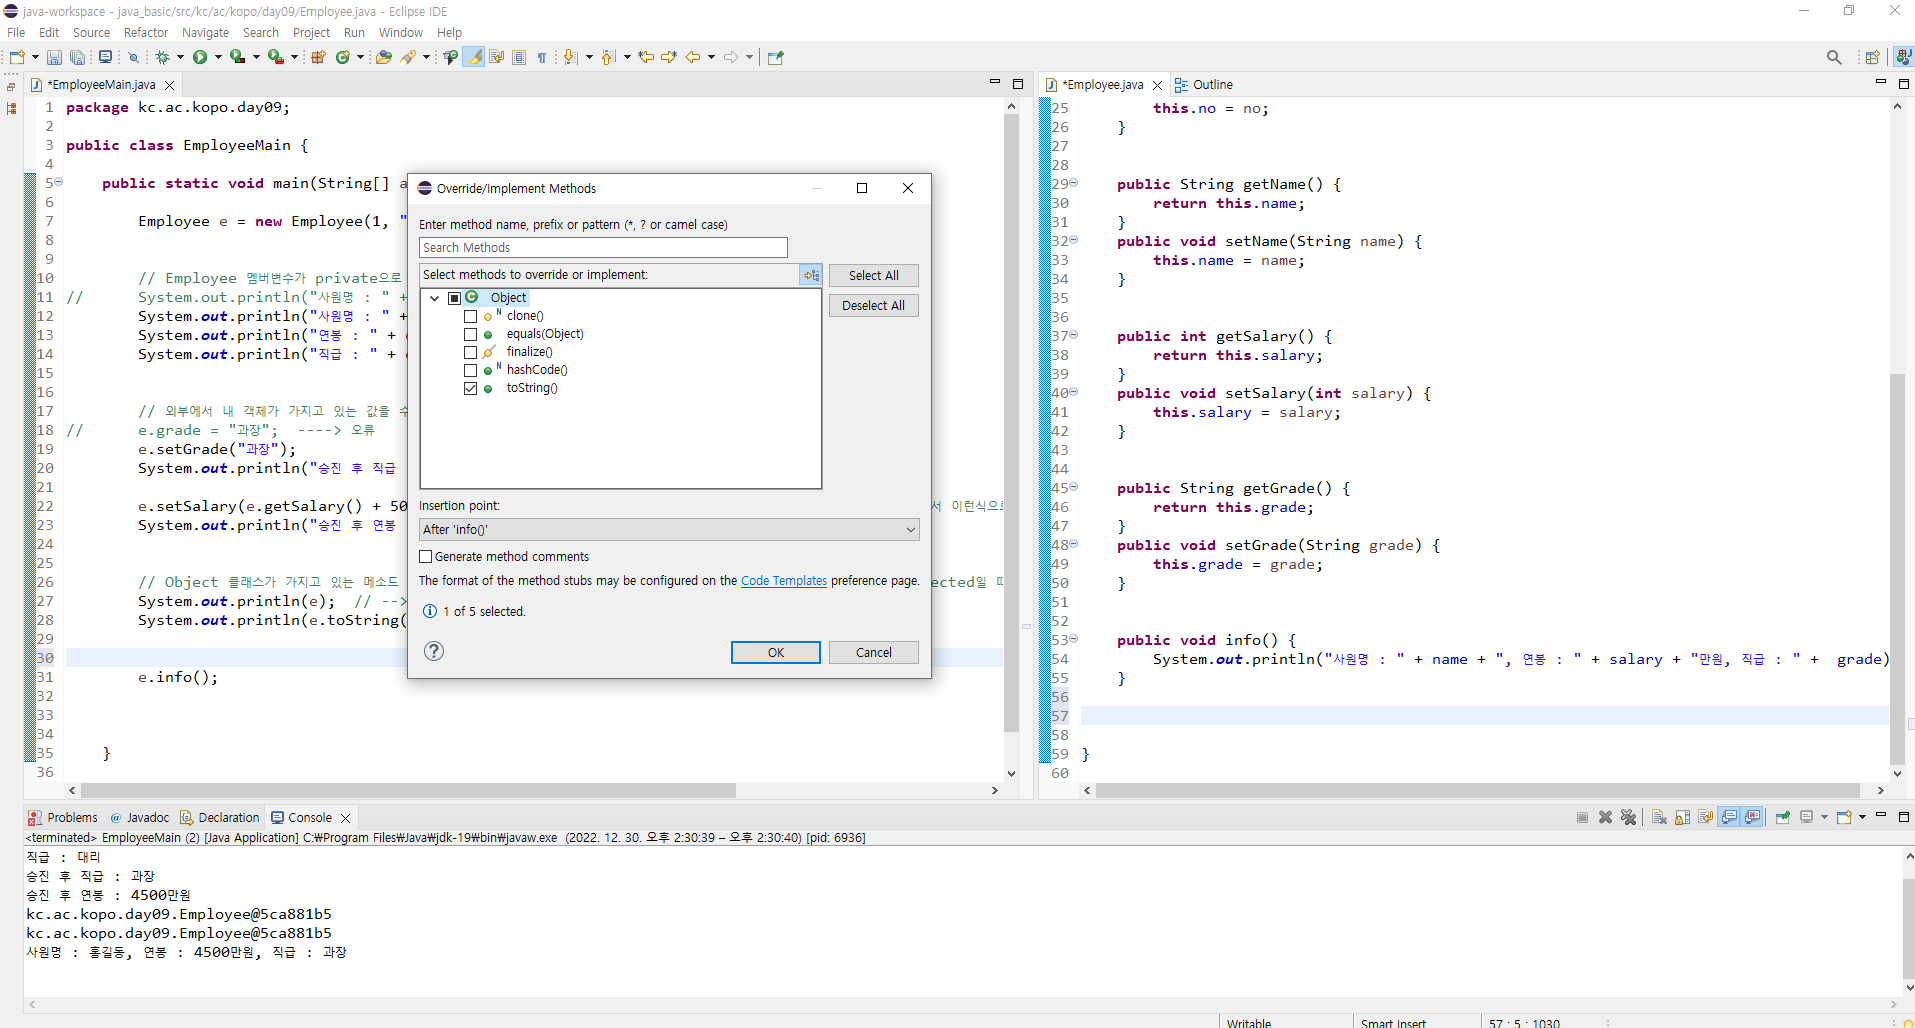 java-workspace - java_basic/src/kc/ac/kopo/day09/Employee.java - Eclipse IDE
File Edit Source Refactor Navigate Search Project Run Window Help
*EmployeeMain.java
1 package kc.ac.kopo.day09;
2
3 public class EmployeeMain {
4
5 public static void main(String[] a
6
7 Employee e = new Employee(1, "
8
9
10 // Employee 멤버변수가 private으로
11 // System.out.println("사원명 : " +
12 System.out.println("사원명 : " +
13 System.out.println("연봉 : " +
14 System.out.println("직급 : " +
15
16
17 // 외부에서 내 객체가 가지고 있는 값을 수
18 // e.grade = "과장"; ----> 오류
19 e.setGrade("과장");
20 System.out.println("승진 후 직급
21
22 e.setSalary(e.getSalary() + 50 서 이런식으로
23 System.out.println("승진 후 연봉
24
25
26 // Object 클래스가 가지고 있는 메소드 ected일 때
27 System.out.println(e); // -->
28 System.out.println(e.toString(
29
30
31 e.info();
32
33
34
35 }
36
Override/Implement Methods
Enter method name, prefix or pattern (*, ? or camel case)
Search Methods
Select methods to override or implement:
Select All
Deselect All
Object
clone()
equals(Object)
finalize()
hashCode()
toString()
Insertion point:
After 'info()'
Generate method comments
The format of the method stubs may be configured on the Code Templates preference page.
1 of 5 selected.
OK Cancel
*Employee.java Outline
25 this.no = no;
26 }
27
28
29 public String getName() {
30 return this.name;
31 }
32 public void setName(String name) {
33 this.name = name;
34 }
35
36
37 public int getSalary() {
38 return this.salary;
39 }
40 public void setSalary(int salary) {
41 this.salary = salary;
42 }
43
44
45 public String getGrade() {
46 return this.grade;
47 }
48 public void setGrade(String grade) {
49 this.grade = grade;
50 }
51
52
53 public void info() {
54 System.out.println("사원명 : " + name + ", 연봉 : " + salary + "만원, 직급 : " + grade)
55 }
56
57
58
59 }
60
Problems @ Javadoc Declaration Console
<terminated> EmployeeMain (2) [Java Application] C:₩Program Files₩Java₩jdk-19₩bin₩javaw.exe (2022. 12. 30. 오후 2:30:39 – 오후 2:30:40) [pid: 6936]
직급 : 대리
승진 후 직급 : 과장
승진 후 연봉 : 4500만원
kc.ac.kopo.day09.Employee@5ca881b5
kc.ac.kopo.day09.Employee@5ca881b5
사원명 : 홍길동, 연봉 : 4500만원, 직급 : 과장
Writable Smart Insert 57 : 5 : 1030